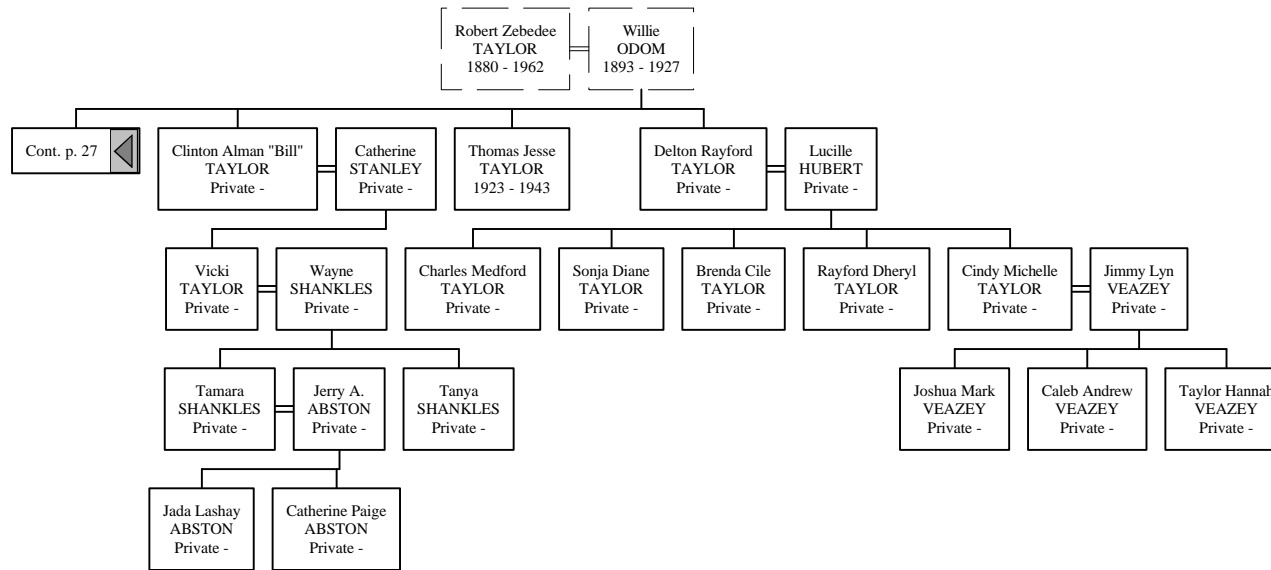 Robert Zebedee
TAYLOR
1880 - 1962
Willie
ODOM
1893 - 1927
Cont. p. 27
Clinton Alman "Bill"
TAYLOR
Private -
Catherine
STANLEY
Private -
Thomas Jesse
TAYLOR
1923 - 1943
Delton Rayford
TAYLOR
Private -
Lucille
HUBERT
Private -
Vicki
TAYLOR
Private -
Wayne
SHANKLES
Private -
Charles Medford
TAYLOR
Private -
Sonja Diane
TAYLOR
Private -
Brenda Cile
TAYLOR
Private -
Rayford Dheryl
TAYLOR
Private -
Cindy Michelle
TAYLOR
Private -
Jimmy Lyn
VEAZEY
Private -
Tamara
SHANKLES
Private -
Jerry A.
ABSTON
Private -
Tanya
SHANKLES
Private -
Joshua Mark
VEAZEY
Private -
Caleb Andrew
VEAZEY
Private -
Taylor Hannah
VEAZEY
Private -
Jada Lashay
ABSTON
Private -
Catherine Paige
ABSTON
Private -